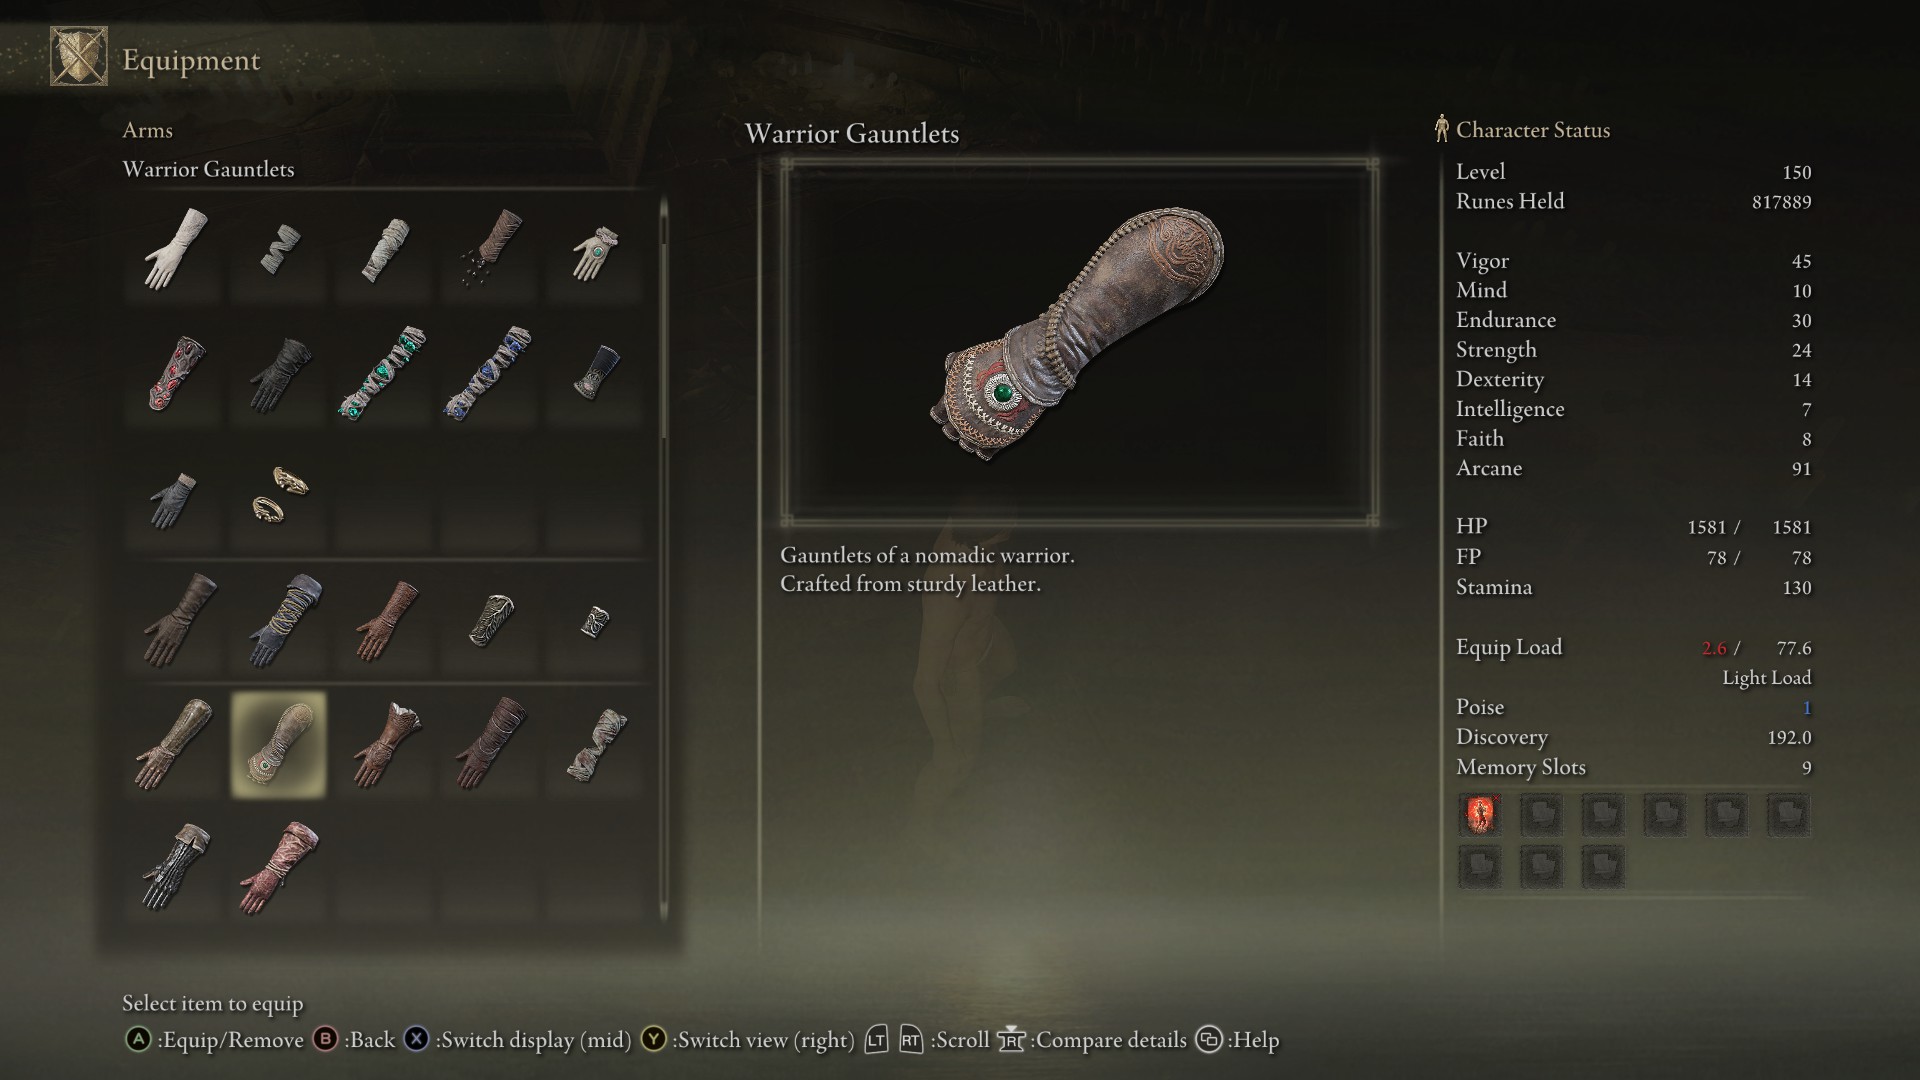 Equipment
Arms
Warrior Gauntlets
Warrior Gauntlets
Gauntlets of a nomadic warrior.
Crafted from sturdy leather.
Character Status
Level 150
Runes Held 817889
Vigor 45
Mind 10
Endurance 30
Strength 24
Dexterity 14
Intelligence 7
Faith 8
Arcane 91
HP 1581 / 1581
FP 78 / 78
Stamina 130
Equip Load 2.6 / 77.6
Light Load
Poise 1
Discovery 192.0
Memory Slots 9
Select item to equip
A :Equip/Remove B :Back X :Switch display (mid) Y :Switch view (right) LT RT :Scroll R :Compare details :Help